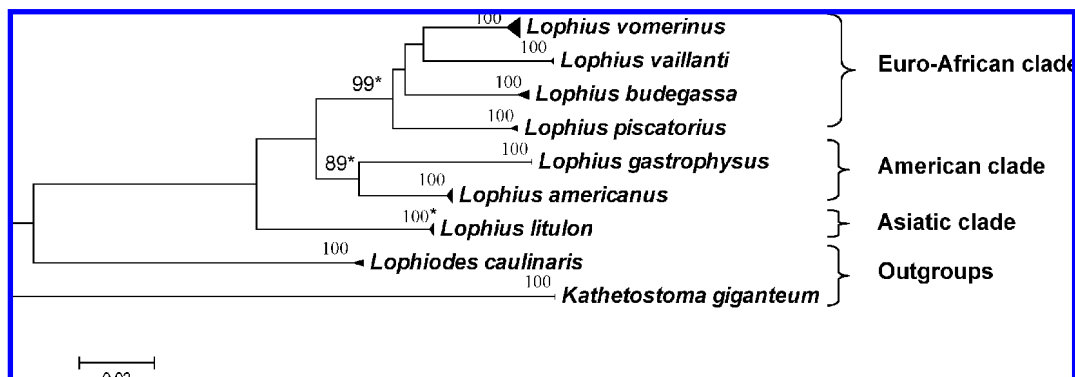 100 Lophius vomerinus
100 Lophius vaillanti
Euro-African clade
99*
100 Lophius budegassa
100 Lophius piscatorius
89*
100 Lophius gastrophysus
American clade
100 Lophius americanus
100* Lophius litulon
Asiatic clade
100 Lophiodes caulinaris
Outgroups
100 Kathetostoma giganteum